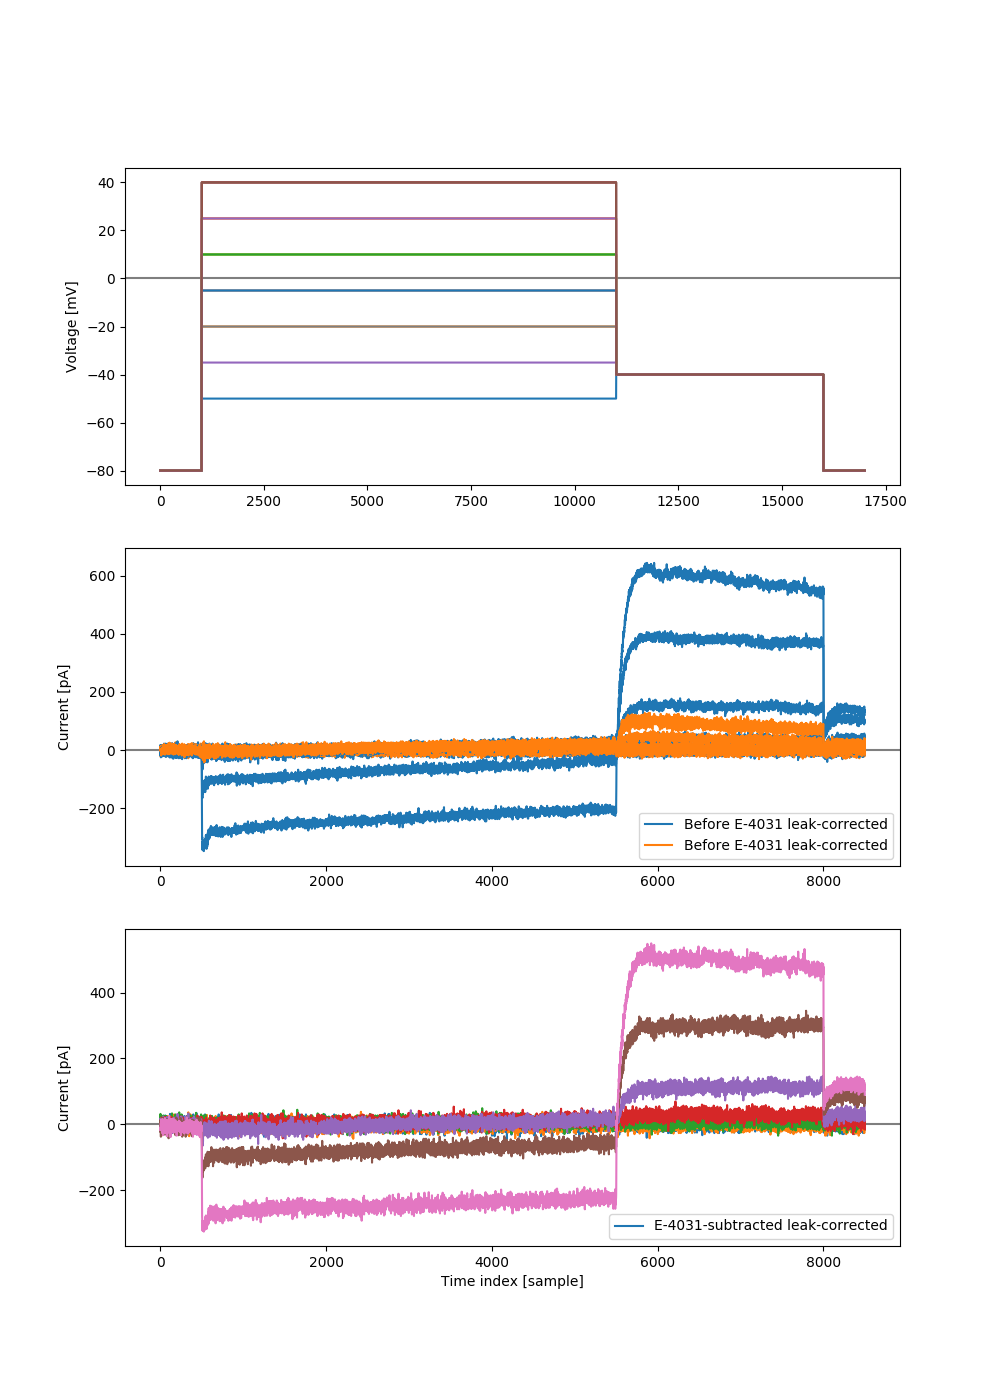 40
20
0
−20
−40
−60
−80
Voltage [mV]
0 2500 5000 7500 10000 12500 15000 17500
600
400
200
0
−200
Current [pA]
Before E-4031 leak-corrected
Before E-4031 leak-corrected
0 2000 4000 6000 8000
400
200
0
−200
Current [pA]
E-4031-subtracted leak-corrected
0 2000 4000 6000 8000
Time index [sample]